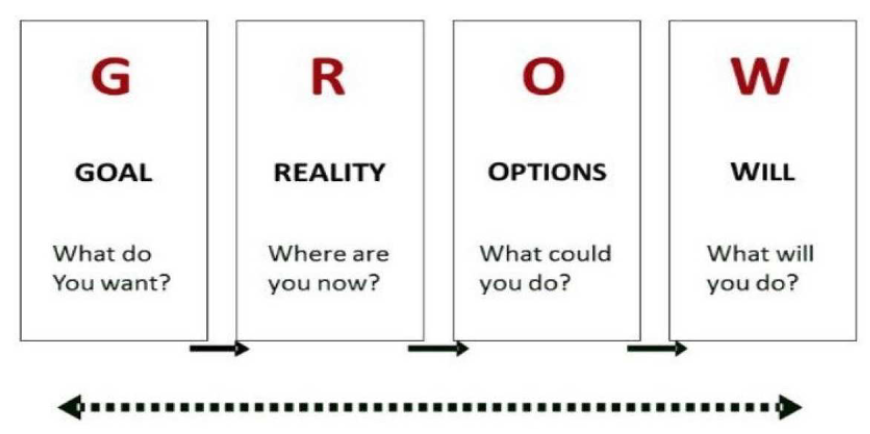 G
GOAL
What do
You want?
R
REALITY
Where are
you now?
O
OPTIONS
What could
you do?
W
WILL
What will
you do?